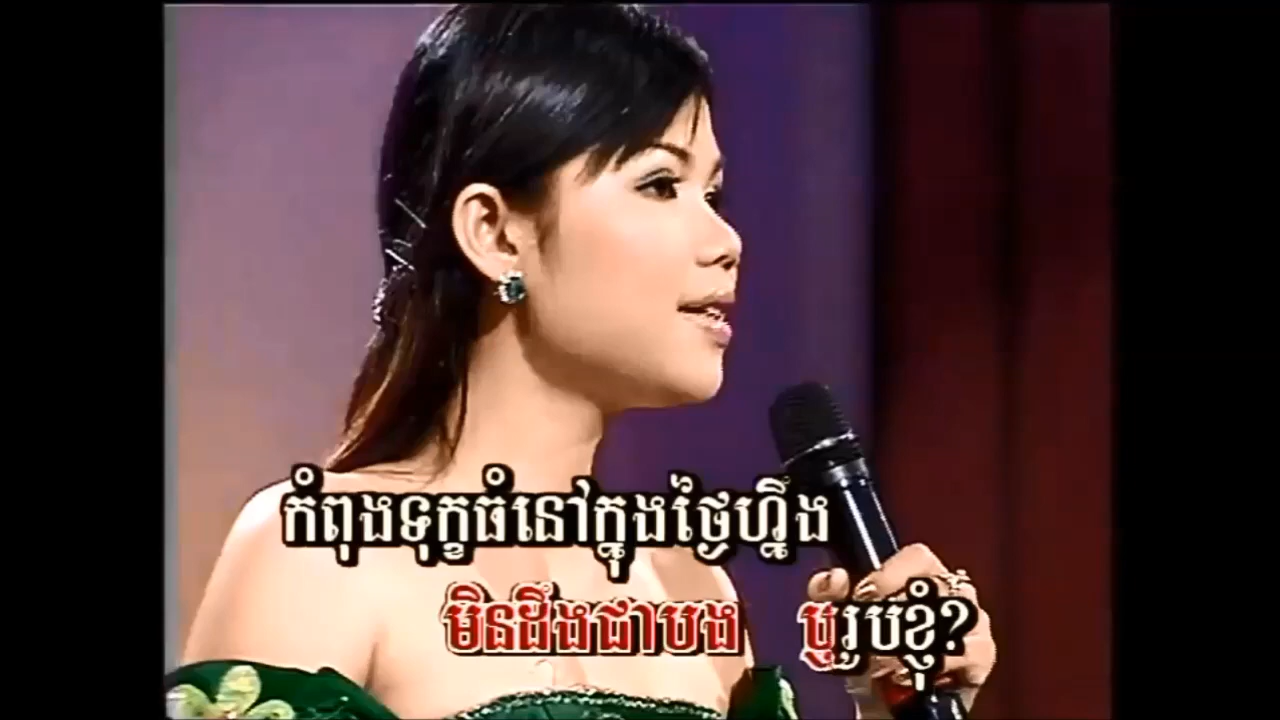 កំពុងទុក្ខធំនៅក្នុងថ្ងៃហ្នឹង
មិនដឹងជាបង ឬរូបខ្ញុំ?